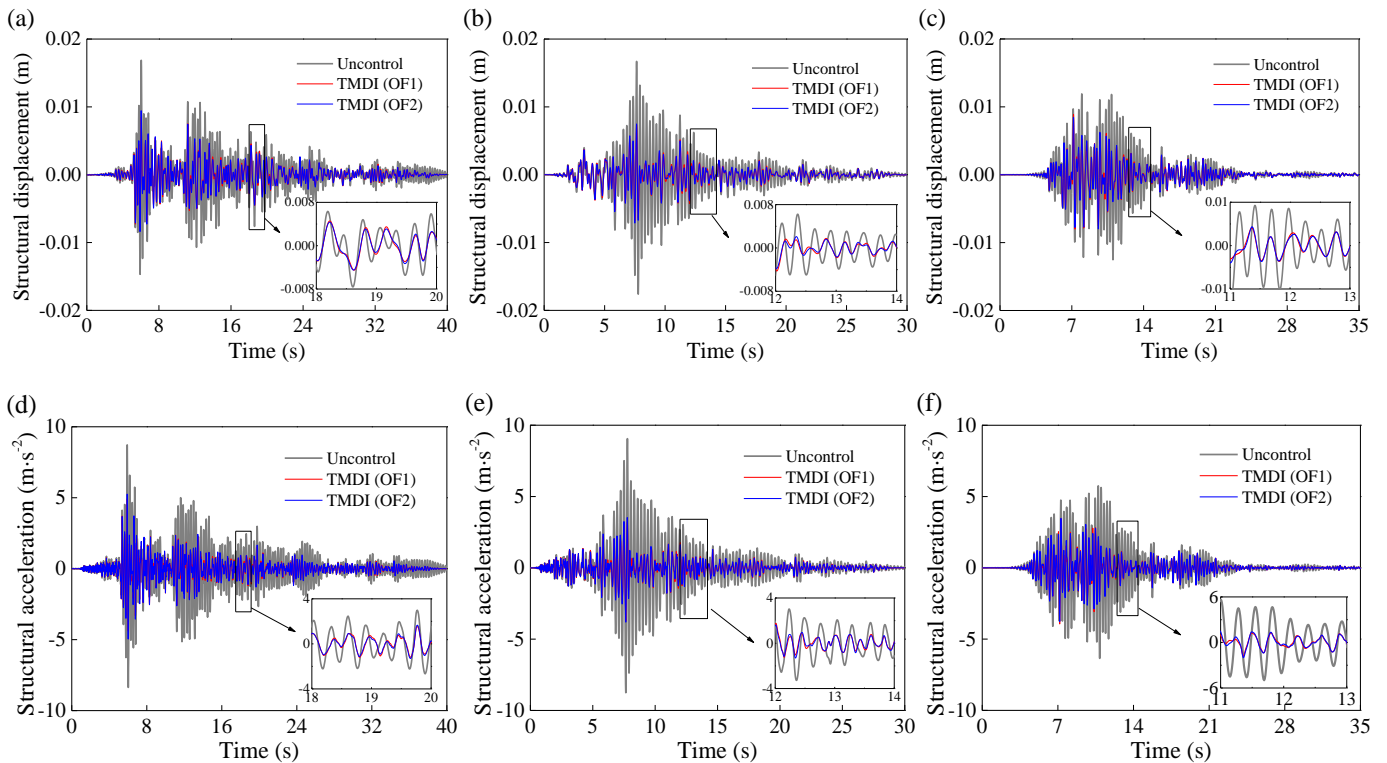 (a)
0.02
0.01
0.00
-0.01
-0.02
Structural displacement (m)
Uncontrol
TMDI (OF1)
TMDI (OF2)
0.008
0.000
-0.008
18 19 20
0 8 16 24 32 40
Time (s)
(b)
0.02
0.01
0.00
-0.01
-0.02
Structural displacement (m)
Uncontrol
TMDI (OF1)
TMDI (OF2)
0.008
0.000
-0.008
12 13 14
0 5 10 15 20 25 30
Time (s)
(c)
0.02
0.01
0.00
-0.01
-0.02
Structural displacement (m)
Uncontrol
TMDI (OF1)
TMDI (OF2)
0.01
0.00
-0.01
11 12 13
0 7 14 21 28 35
Time (s)
(d)
10
5
0
-5
-10
Structural acceleration (m·s⁻²)
Uncontrol
TMDI (OF1)
TMDI (OF2)
4
0
-4
18 19 20
0 8 16 24 32 40
Time (s)
(e)
10
5
0
-5
-10
Structural acceleration (m·s⁻²)
Uncontrol
TMDI (OF1)
TMDI (OF2)
4
0
-4
12 13 14
0 5 10 15 20 25 30
Time (s)
(f)
10
5
0
-5
-10
Structural acceleration (m·s⁻²)
Uncontrol
TMDI (OF1)
TMDI (OF2)
6
0
-6
11 12 13
0 7 14 21 28 35
Time (s)